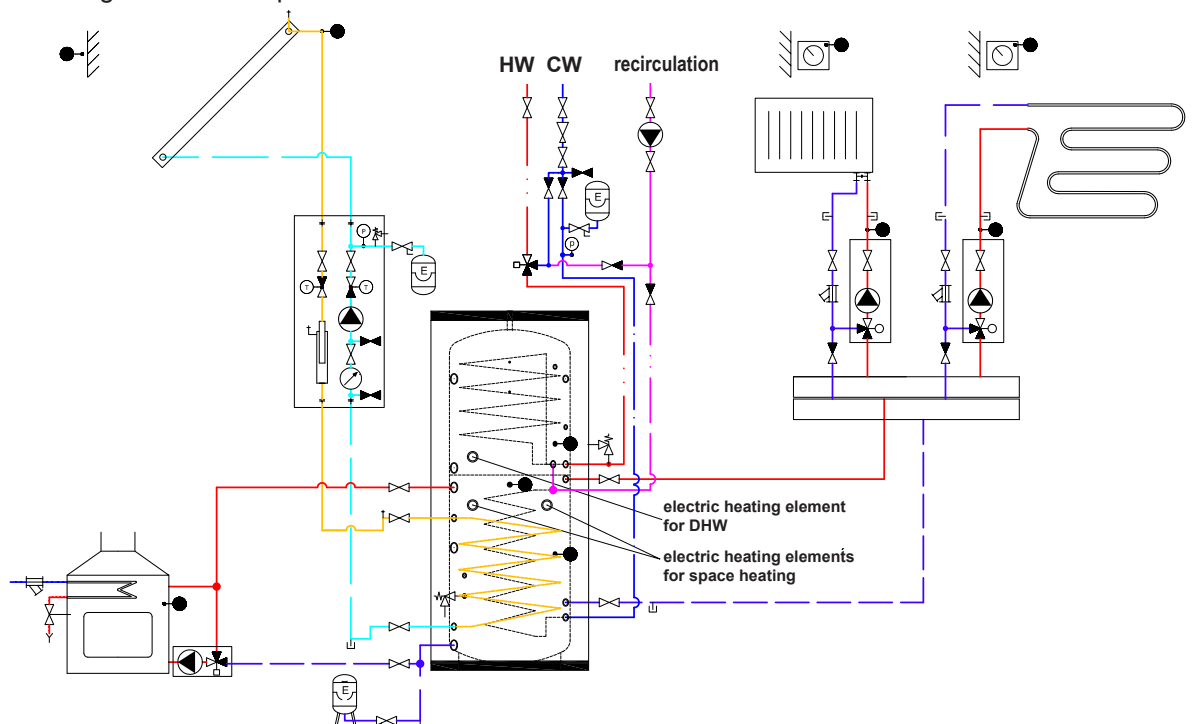 HW CW recirculation
P
E
E
p
T
T
electric heating element
for DHW
electric heating elements
for space heating
E